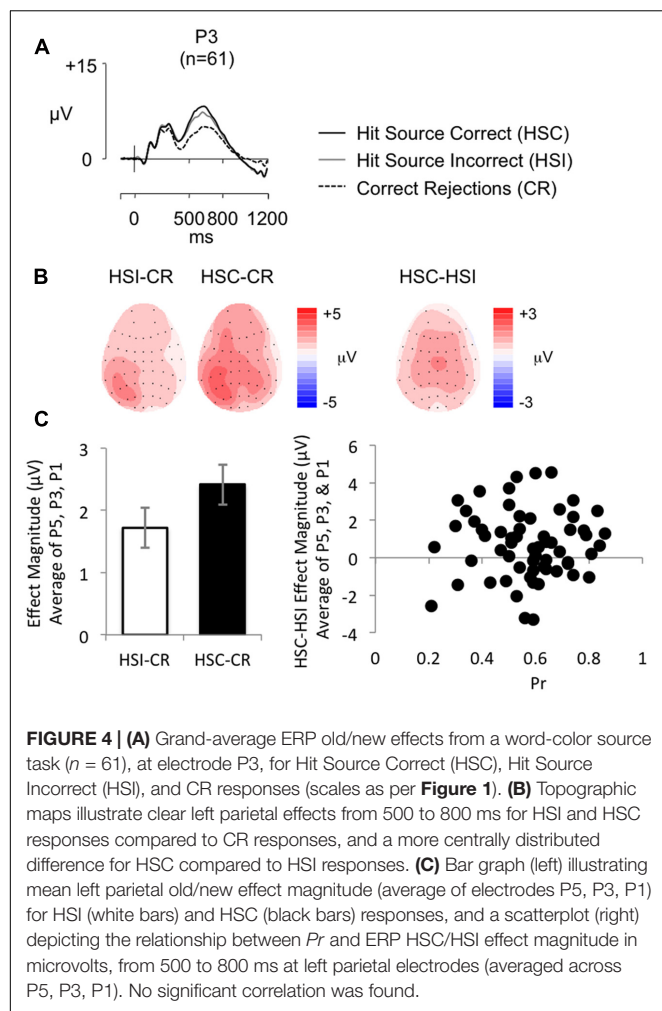 A
P3
(n=61)
+15
µV
0
0 500 800 1200
ms
Hit Source Correct (HSC)
Hit Source Incorrect (HSI)
Correct Rejections (CR)
B
HSI-CR HSC-CR HSC-HSI
+5
µV
-5
+3
µV
-3
C
Effect Magnitude (µV)
Average of P5, P3, P1
3
2
1
0
HSI-CR HSC-CR
HSC-HSI Effect Magnitude (µV)
Average of P5, P3, & P1
6
4
2
0
-2
-4
0 0.2 0.4 0.6 0.8 1
Pr
FIGURE 4 | (A) Grand-average ERP old/new effects from a word-color source
task (n = 61), at electrode P3, for Hit Source Correct (HSC), Hit Source
Incorrect (HSI), and CR responses (scales as per Figure 1). (B) Topographic
maps illustrate clear left parietal effects from 500 to 800 ms for HSI and HSC
responses compared to CR responses, and a more centrally distributed
difference for HSC compared to HSI responses. (C) Bar graph (left) illustrating
mean left parietal old/new effect magnitude (average of electrodes P5, P3, P1)
for HSI (white bars) and HSC (black bars) responses, and a scatterplot (right)
depicting the relationship between Pr and ERP HSC/HSI effect magnitude in
microvolts, from 500 to 800 ms at left parietal electrodes (averaged across
P5, P3, P1). No significant correlation was found.